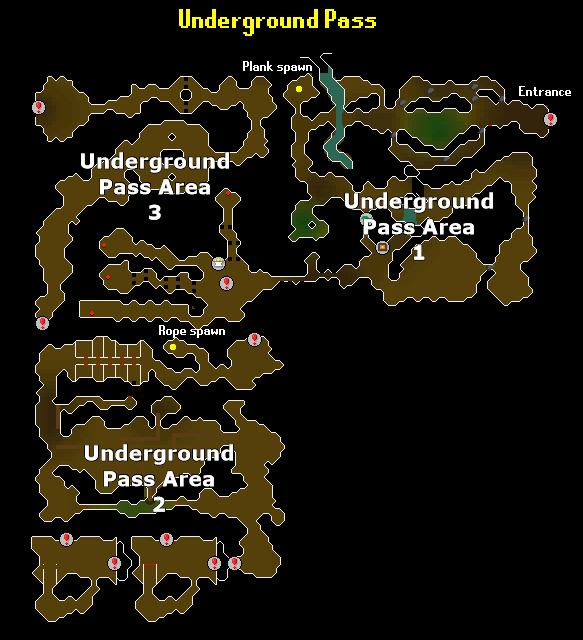 Underground Pass
Plank spawn
Entrance
Underground
Pass Area
3
Underground
Pass Area
1
Rope spawn
Underground
Pass Area
2